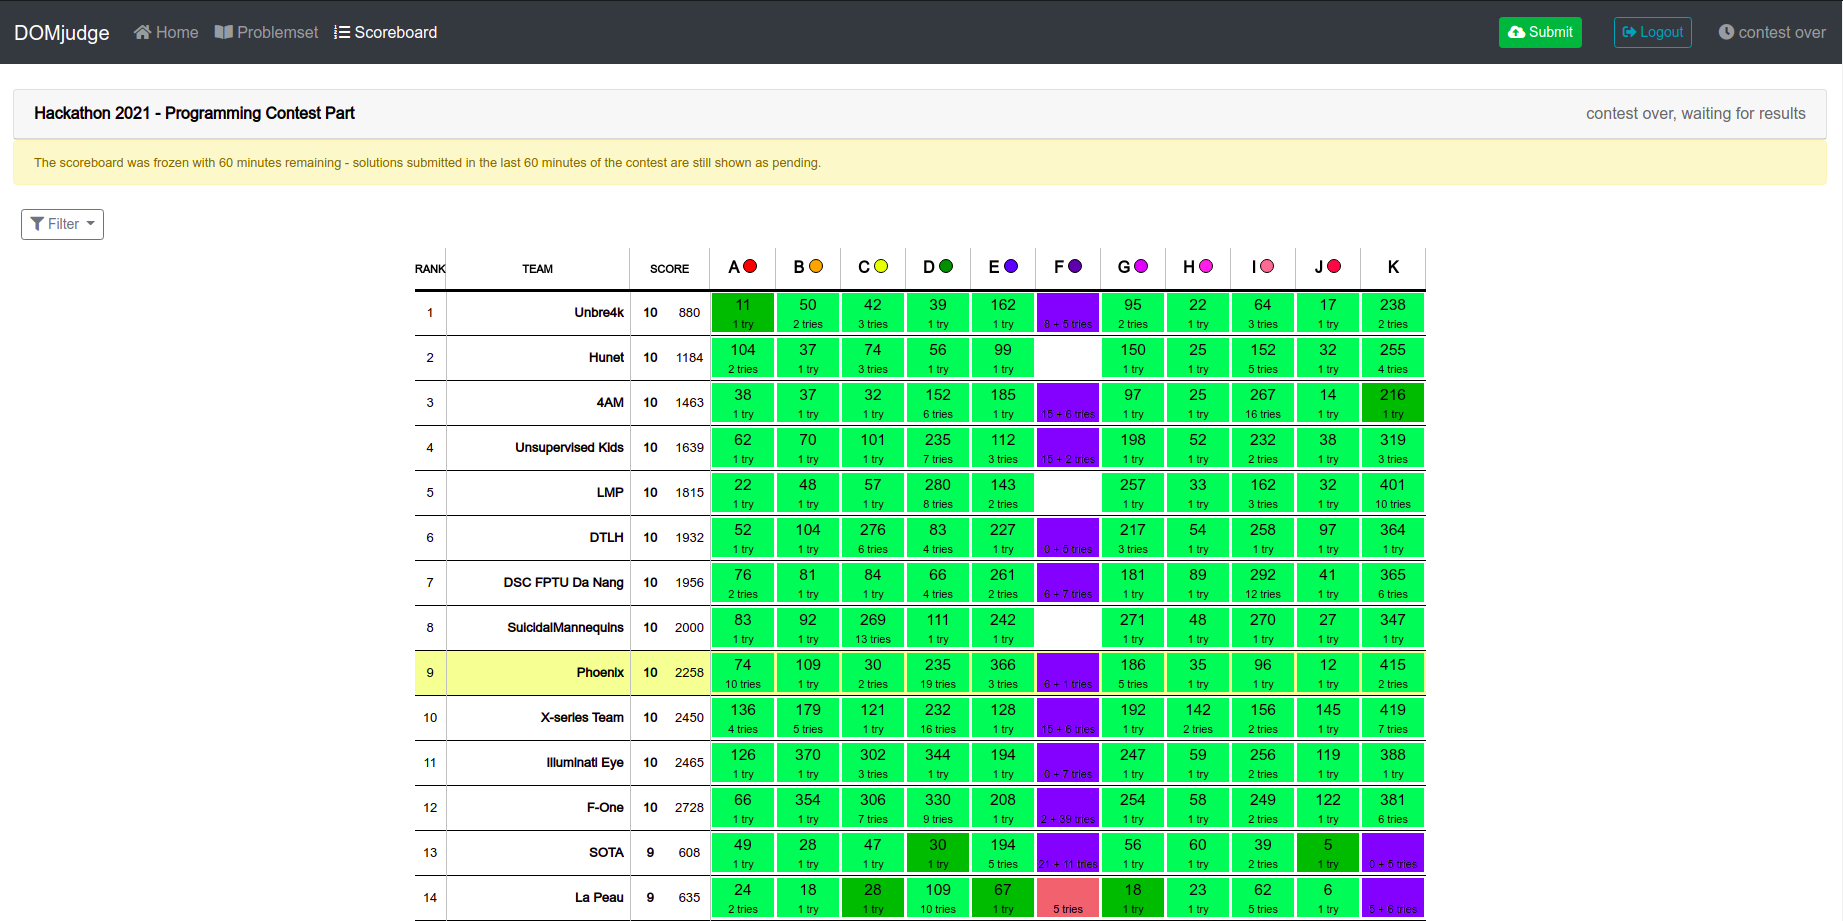 DOMjudge Home Problemset Scoreboard Submit Logout contest over
Hackathon 2021 - Programming Contest Part contest over, waiting for results
The scoreboard was frozen with 60 minutes remaining - solutions submitted in the last 60 minutes of the contest are still shown as pending.
Filter
RANK TEAM SCORE A B C D E F G H I J K
1 Unbre4k 10 880 11 50 42 39 162 95 22 64 17 238
1 try 2 tries 3 tries 1 try 1 try 8 + 5 tries 2 tries 1 try 3 tries 1 try 2 tries
2 Hunet 10 1184 104 37 74 56 99 150 25 152 32 255
2 tries 1 try 3 tries 1 try 1 try 1 try 1 try 5 tries 1 try 4 tries
3 4AM 10 1463 38 37 32 152 185 97 25 267 14 216
1 try 1 try 1 try 6 tries 1 try 15 + 6 tries 1 try 1 try 16 tries 1 try 1 try
4 Unsupervised Kids 10 1639 62 70 101 235 112 198 52 232 38 319
1 try 1 try 1 try 7 tries 3 tries 15 + 2 tries 1 try 1 try 2 tries 1 try 3 tries
5 LMP 10 1815 22 48 57 280 143 257 33 162 32 401
1 try 1 try 1 try 8 tries 2 tries 1 try 1 try 3 tries 1 try 10 tries
6 DTLH 10 1932 52 104 276 83 227 217 54 258 97 364
1 try 1 try 6 tries 4 tries 1 try 0 + 5 tries 3 tries 1 try 1 try 1 try 1 try
7 DSC FPTU Da Nang 10 1956 76 81 84 66 261 181 89 292 41 365
2 tries 1 try 1 try 4 tries 2 tries 6 + 7 tries 1 try 1 try 12 tries 1 try 6 tries
8 SuicidalMannequins 10 2000 83 92 269 111 242 271 48 270 27 347
1 try 1 try 13 tries 1 try 1 try 1 try 1 try 1 try 1 try 1 try
9 Phoenix 10 2258 74 109 30 235 366 186 35 96 12 415
10 tries 1 try 2 tries 19 tries 3 tries 6 + 1 tries 5 tries 1 try 1 try 1 try 2 tries
10 X-series Team 10 2450 136 179 121 232 128 192 142 156 145 419
4 tries 5 tries 1 try 16 tries 1 try 15 + 6 tries 1 try 2 tries 2 tries 1 try 7 tries
11 Illuminati Eye 10 2465 126 370 302 344 194 247 59 256 119 388
1 try 1 try 3 tries 1 try 1 try 0 + 7 tries 1 try 1 try 2 tries 1 try 1 try
12 F-One 10 2728 66 354 306 330 208 254 58 249 122 381
1 try 1 try 7 tries 9 tries 1 try 2 + 39 tries 1 try 1 try 2 tries 1 try 6 tries
13 SOTA 9 608 49 28 47 30 194 56 60 39 5
1 try 1 try 1 try 1 try 5 tries 21 + 11 tries 1 try 1 try 2 tries 1 try 0 + 5 tries
14 La Peau 9 635 24 18 28 109 67 18 23 62 6
2 tries 1 try 1 try 10 tries 1 try 5 tries 1 try 1 try 5 tries 1 try 5 + 6 tries